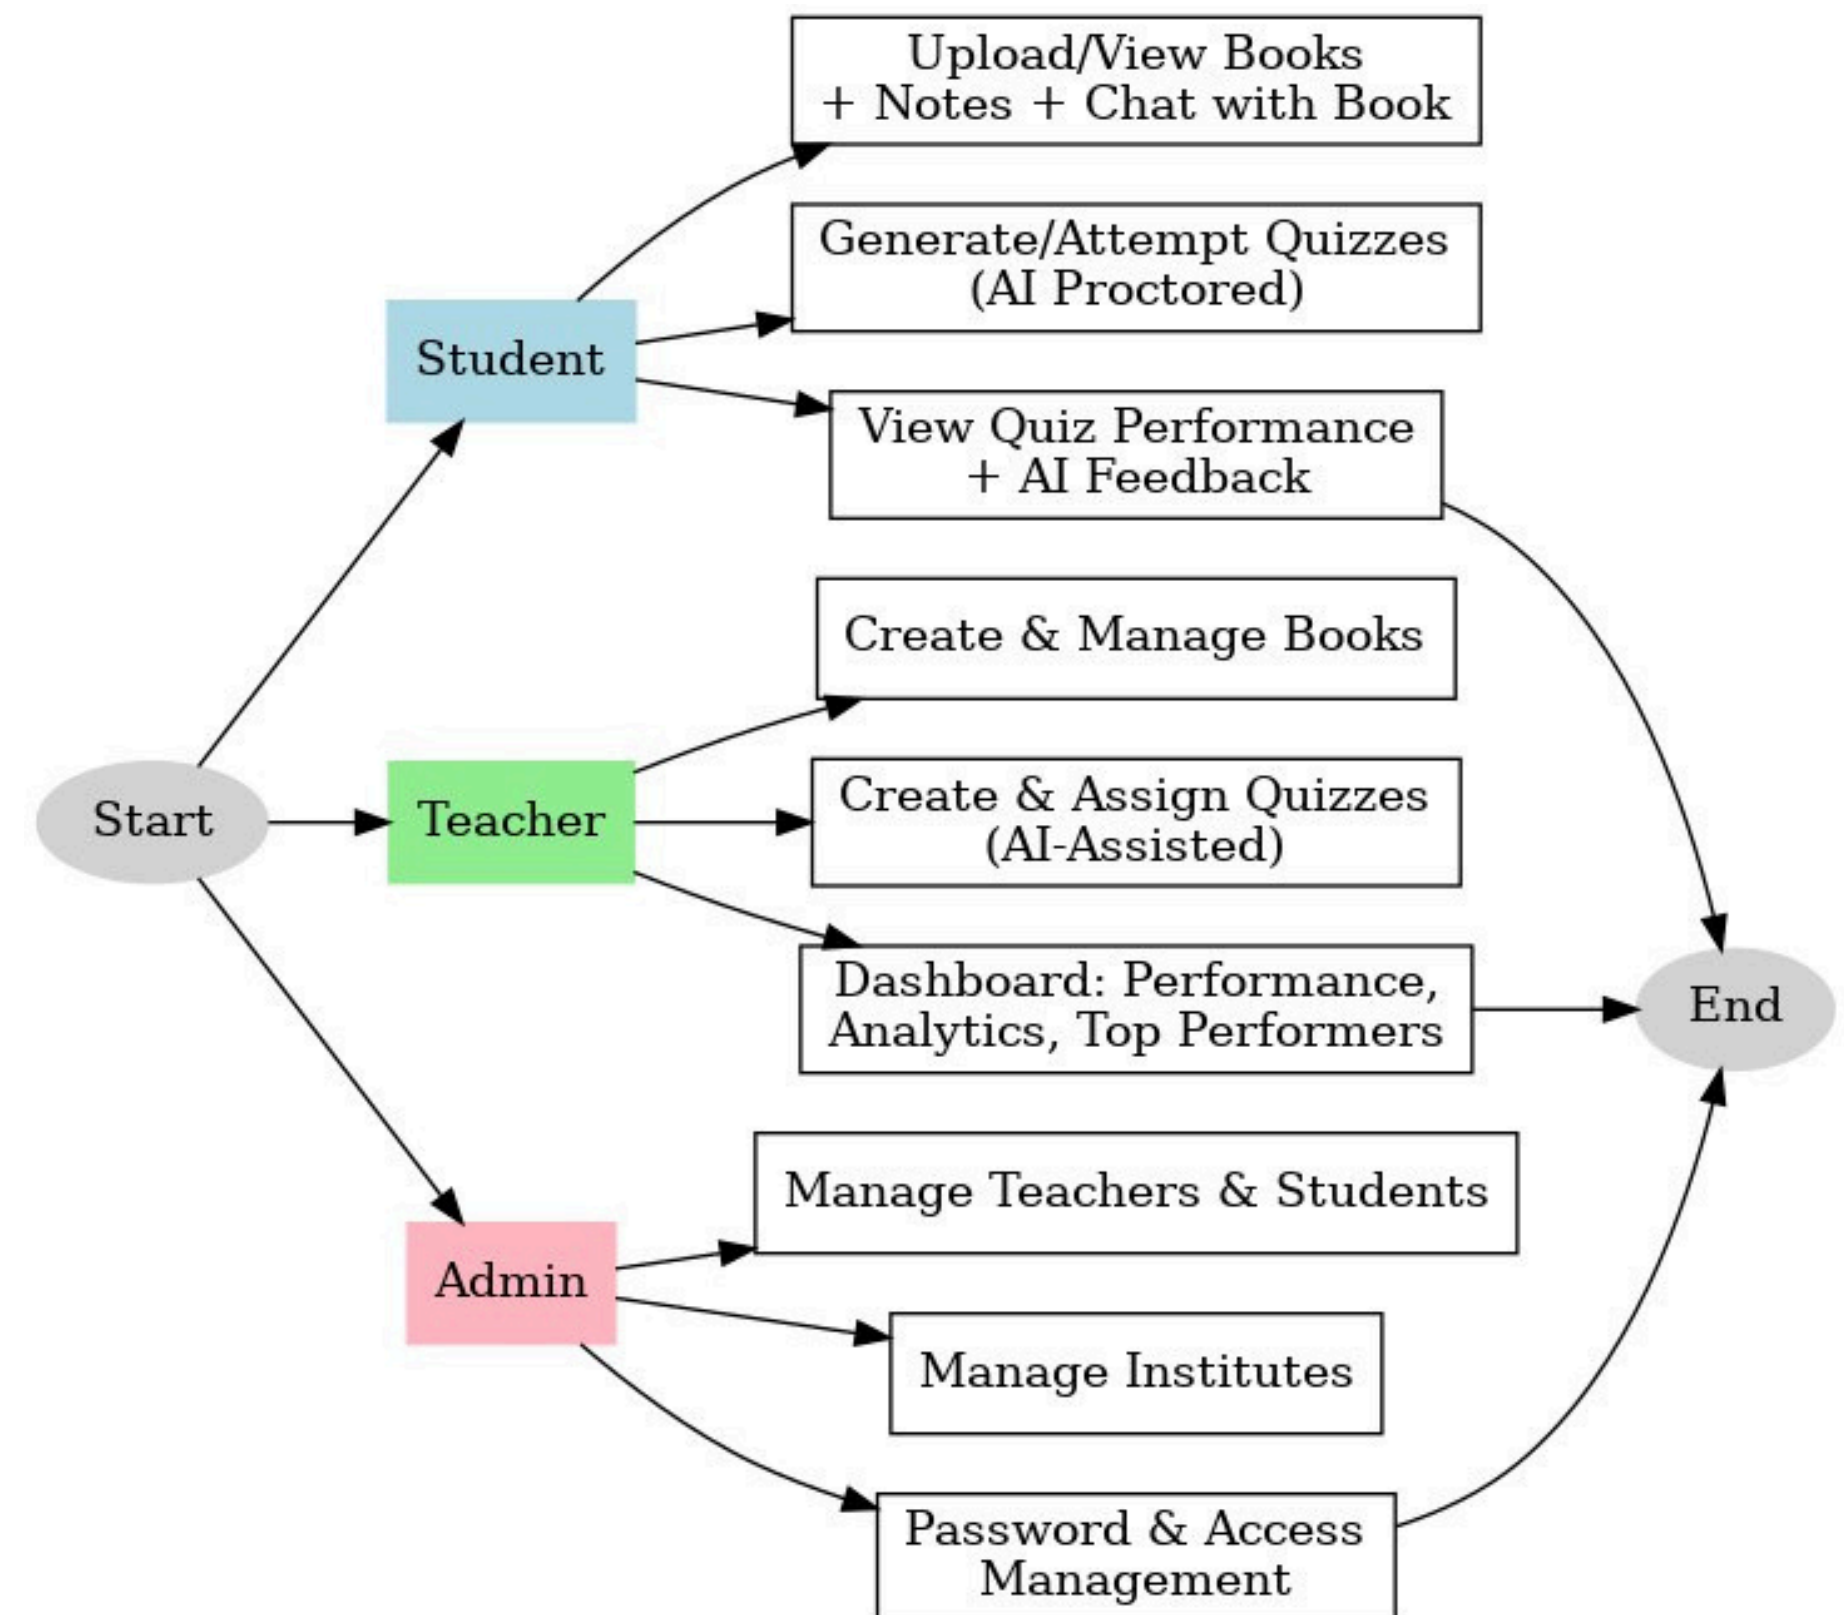 Upload/View Books
+ Notes + Chat with Book
Generate/Attempt Quizzes
(AI Proctored)
Student
View Quiz Performance
+ AI Feedback
Create & Manage Books
Start
Teacher
Create & Assign Quizzes
(AI-Assisted)
Dashboard: Performance,
Analytics, Top Performers
End
Manage Teachers & Students
Admin
Manage Institutes
Password & Access
Management